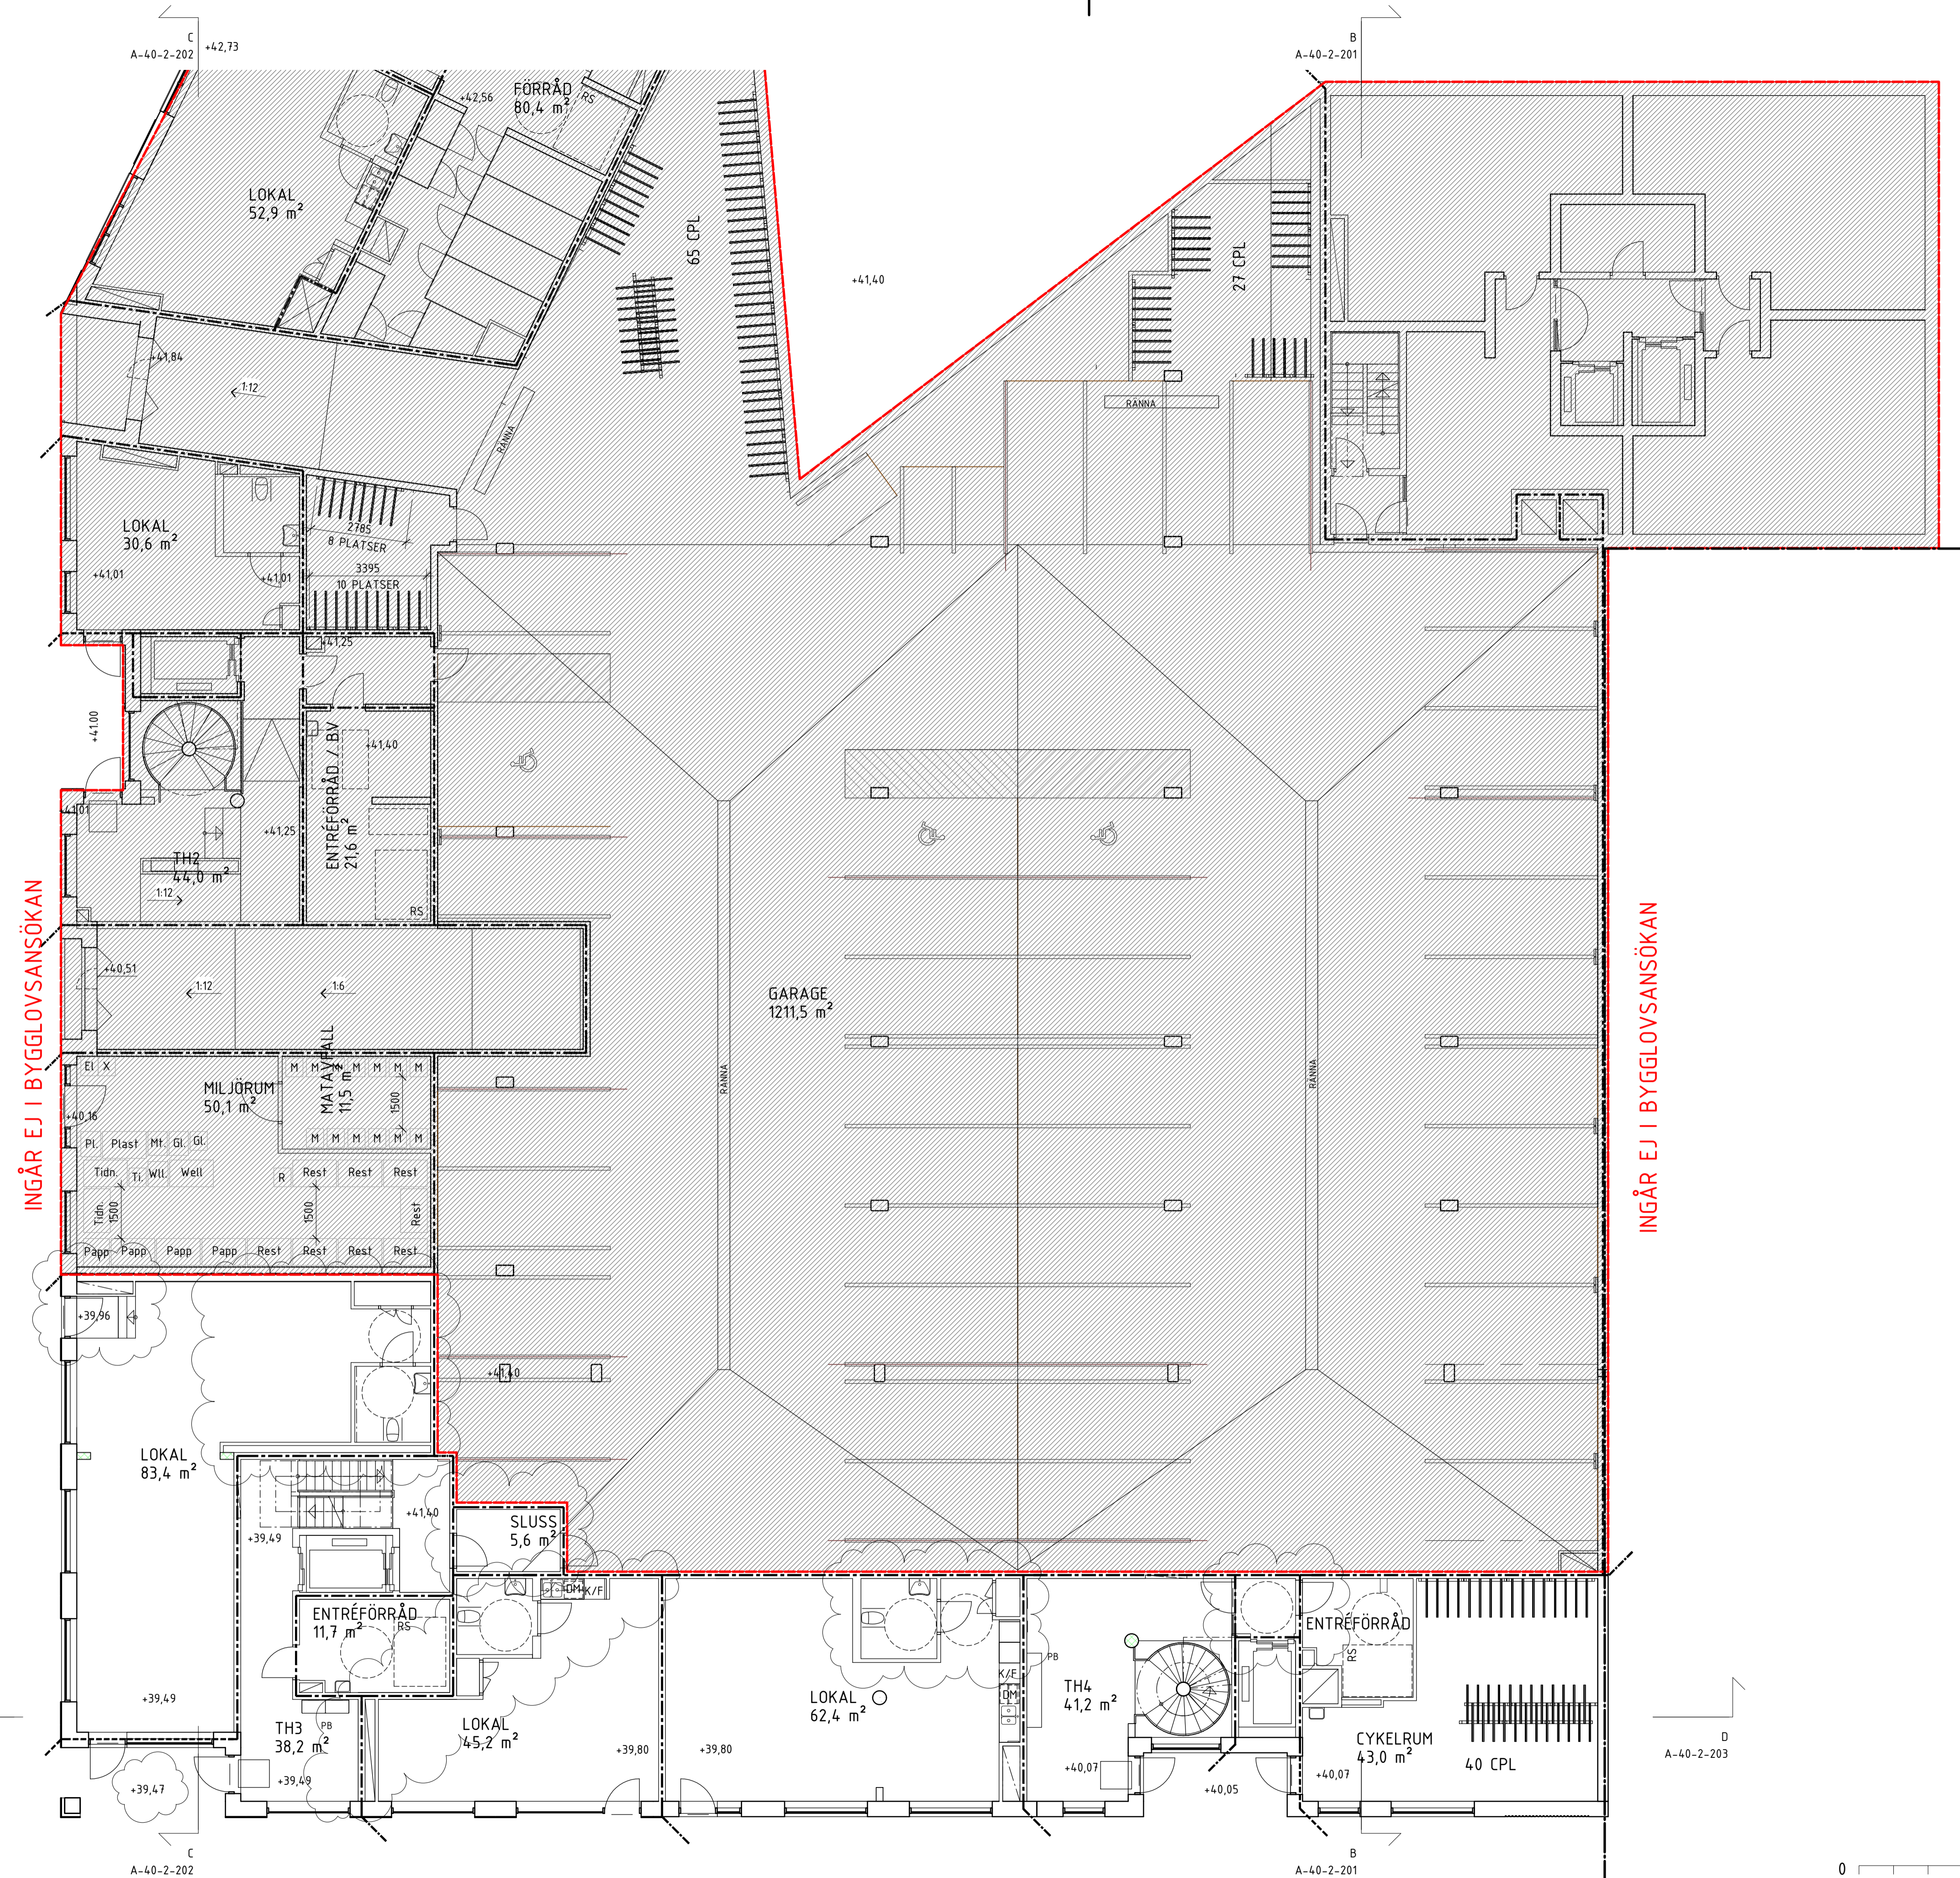 C
A-40-2-202
+42,73
B
A-40-2-201
FÖRRÅD
80,4 m²
RS
+42,56
LOKAL
52,9 m²
65 CPL
27 CPL
+41,40
+41,84
1:12
RÄNNA
RÄNNA
LOKAL
30,6 m²
2785
8 PLATSER
3395
10 PLATSER
+41,01
+41,01
+41,25
+41.00
ENTRÉFÖRRÅD / BV
21,6 m²
+41,40
+41,01
+41,25
TH2
44,0 m²
1:12
RS
INGÅR EJ I BYGGLOVSANSÖKAN
INGÅR EJ I BYGGLOVSANSÖKAN
+40,51
1:12
1:6
GARAGE
1211,5 m²
RÄNNA
RÄNNA
El X
M M M M M M M
MILJÖRUM
50,1 m²
MATAVFALL
11,5 m²
1500
+40,16
M M M M M M
Pl. Plast Mt. Gl. Gl.
Tidn. Ti. Wll. Well R Rest Rest Rest
Tidn.
1500
1500
Rest
Papp Papp Papp Papp Rest Rest Rest Rest
+39,96
+41,40
LOKAL
83,4 m²
+39,49
+41,40
SLUSS
5,6 m²
DM K/F
ENTRÉFÖRRÅD
11,7 m²
RS
ENTRÉFÖRRÅD
RS
PB
K/F
DM
+39,49
TH3
38,2 m²
PB
LOKAL
45,2 m²
LOKAL
62,4 m²
TH4
41,2 m²
CYKELRUM
43,0 m²
40 CPL
D
A-40-2-203
+39,80
+39,80
+40,07
+40,05
+40,07
+39,49
+39,47
C
A-40-2-202
B
A-40-2-201
0